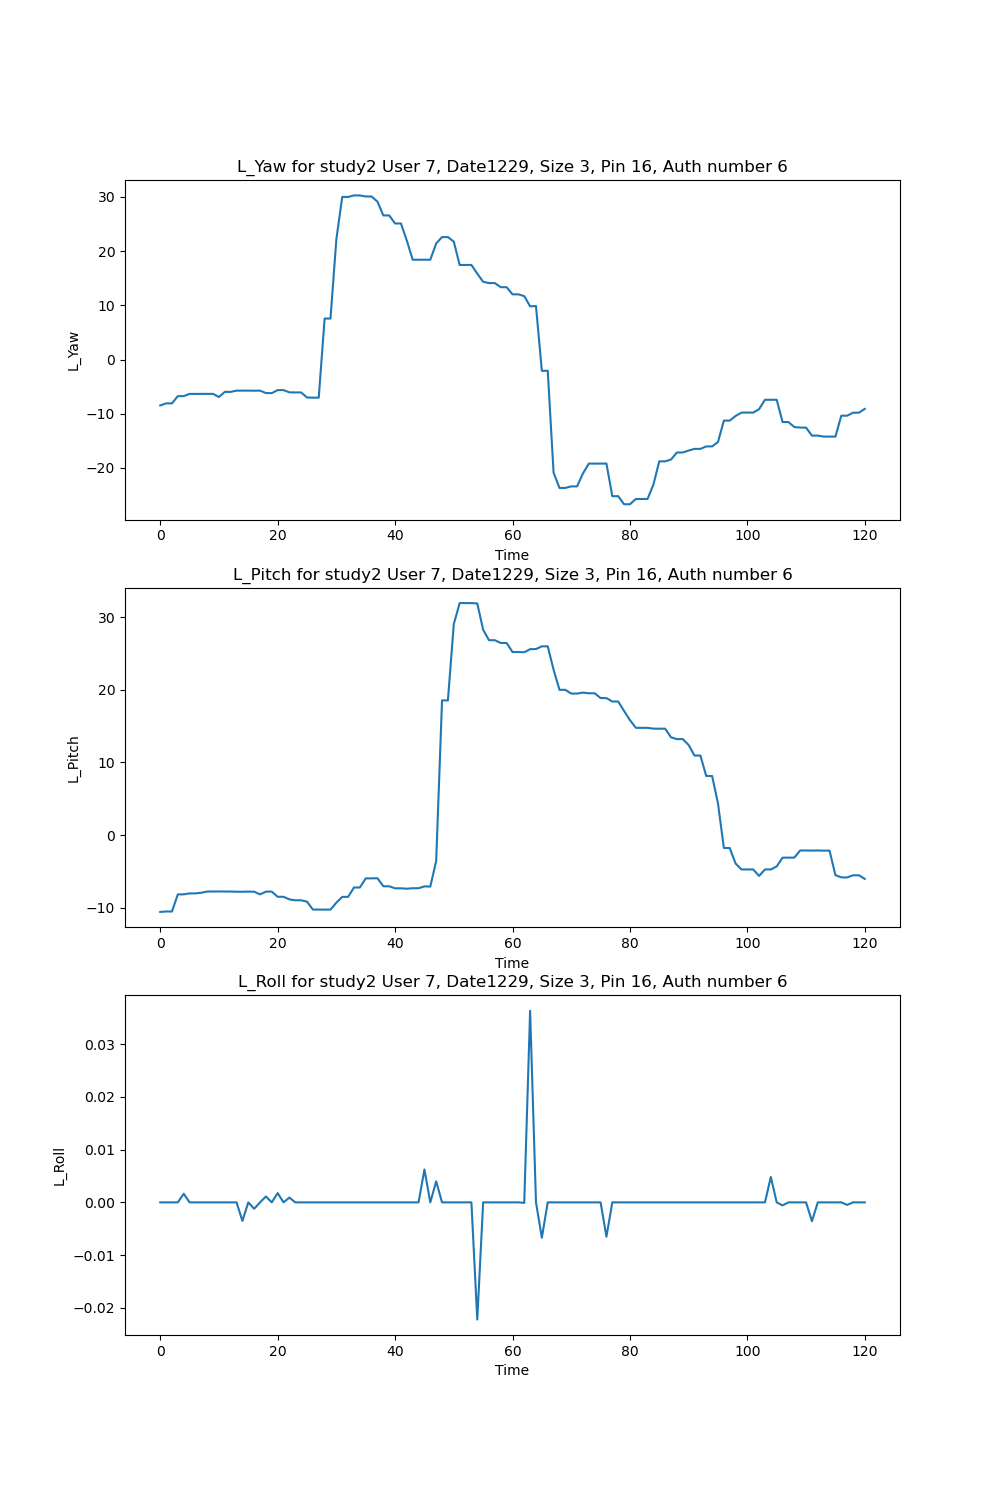 L_Yaw for study2 User 7, Date1229, Size 3, Pin 16, Auth number 6
30
20
10
0
−10
−20
L_Yaw
0 20 40 60 80 100 120
Time
L_Pitch for study2 User 7, Date1229, Size 3, Pin 16, Auth number 6
30
20
10
0
−10
L_Pitch
0 20 40 60 80 100 120
Time
L_Roll for study2 User 7, Date1229, Size 3, Pin 16, Auth number 6
0.03
0.02
0.01
0.00
−0.01
−0.02
L_Roll
0 20 40 60 80 100 120
Time